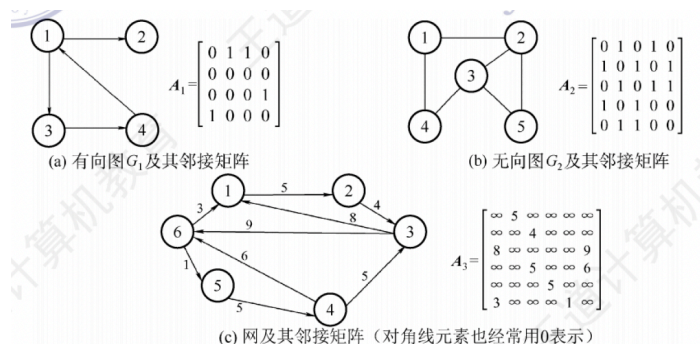 1 2
3 4
A₁=
0 1 1 0
0 0 0 0
0 0 0 1
1 0 0 0
(a) 有向图G₁及其邻接矩阵
1 2
3
4 5
A₂=
0 1 0 1 0
1 0 1 0 1
0 1 0 1 1
1 0 1 0 0
0 1 1 0 0
(b) 无向图G₂及其邻接矩阵
1 5 2
3 4
8
6 9 3
1 6
5 5
5 4
A₃=
∞ 5 ∞ ∞ ∞ ∞
∞ ∞ 4 ∞ ∞ ∞
8 ∞ ∞ ∞ ∞ 9
∞ ∞ 5 ∞ ∞ 6
∞ ∞ ∞ 5 ∞ ∞
3 ∞ ∞ ∞ 1 ∞
(c) 网及其邻接矩阵（对角线元素也经常用0表示）